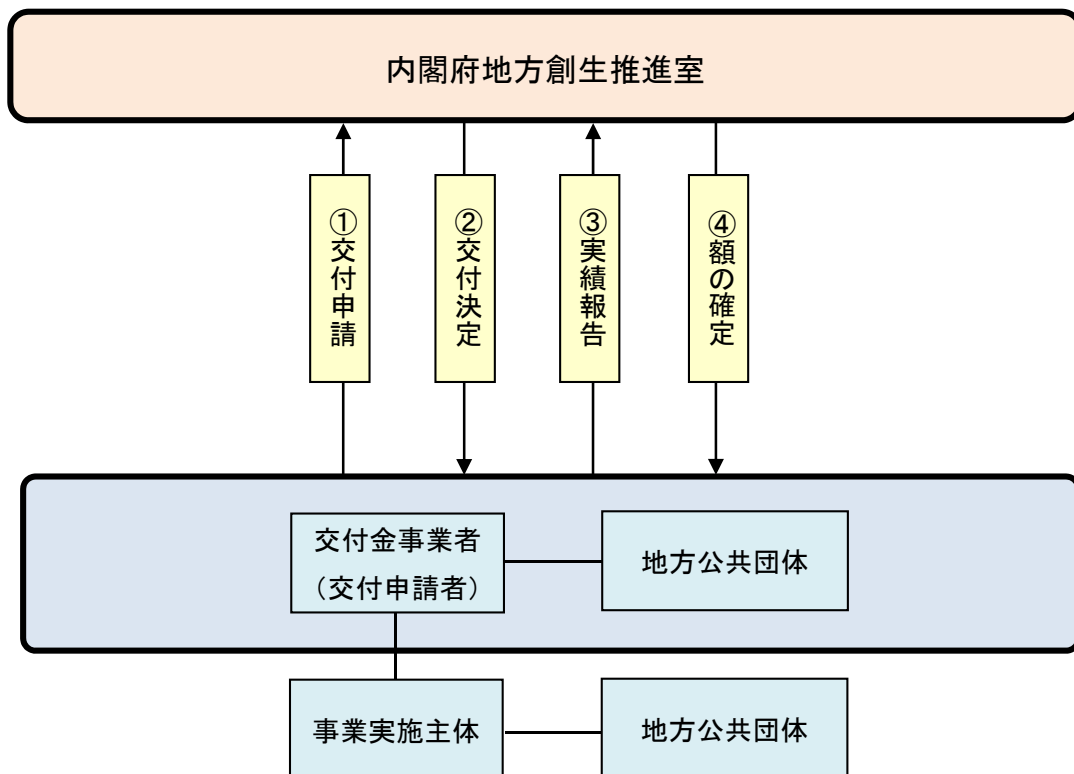 内閣府地方創生推進室
①交付申請
②交付決定
③実績報告
④額の確定
交付金事業者
（交付申請者）
地方公共団体
事業実施主体
地方公共団体